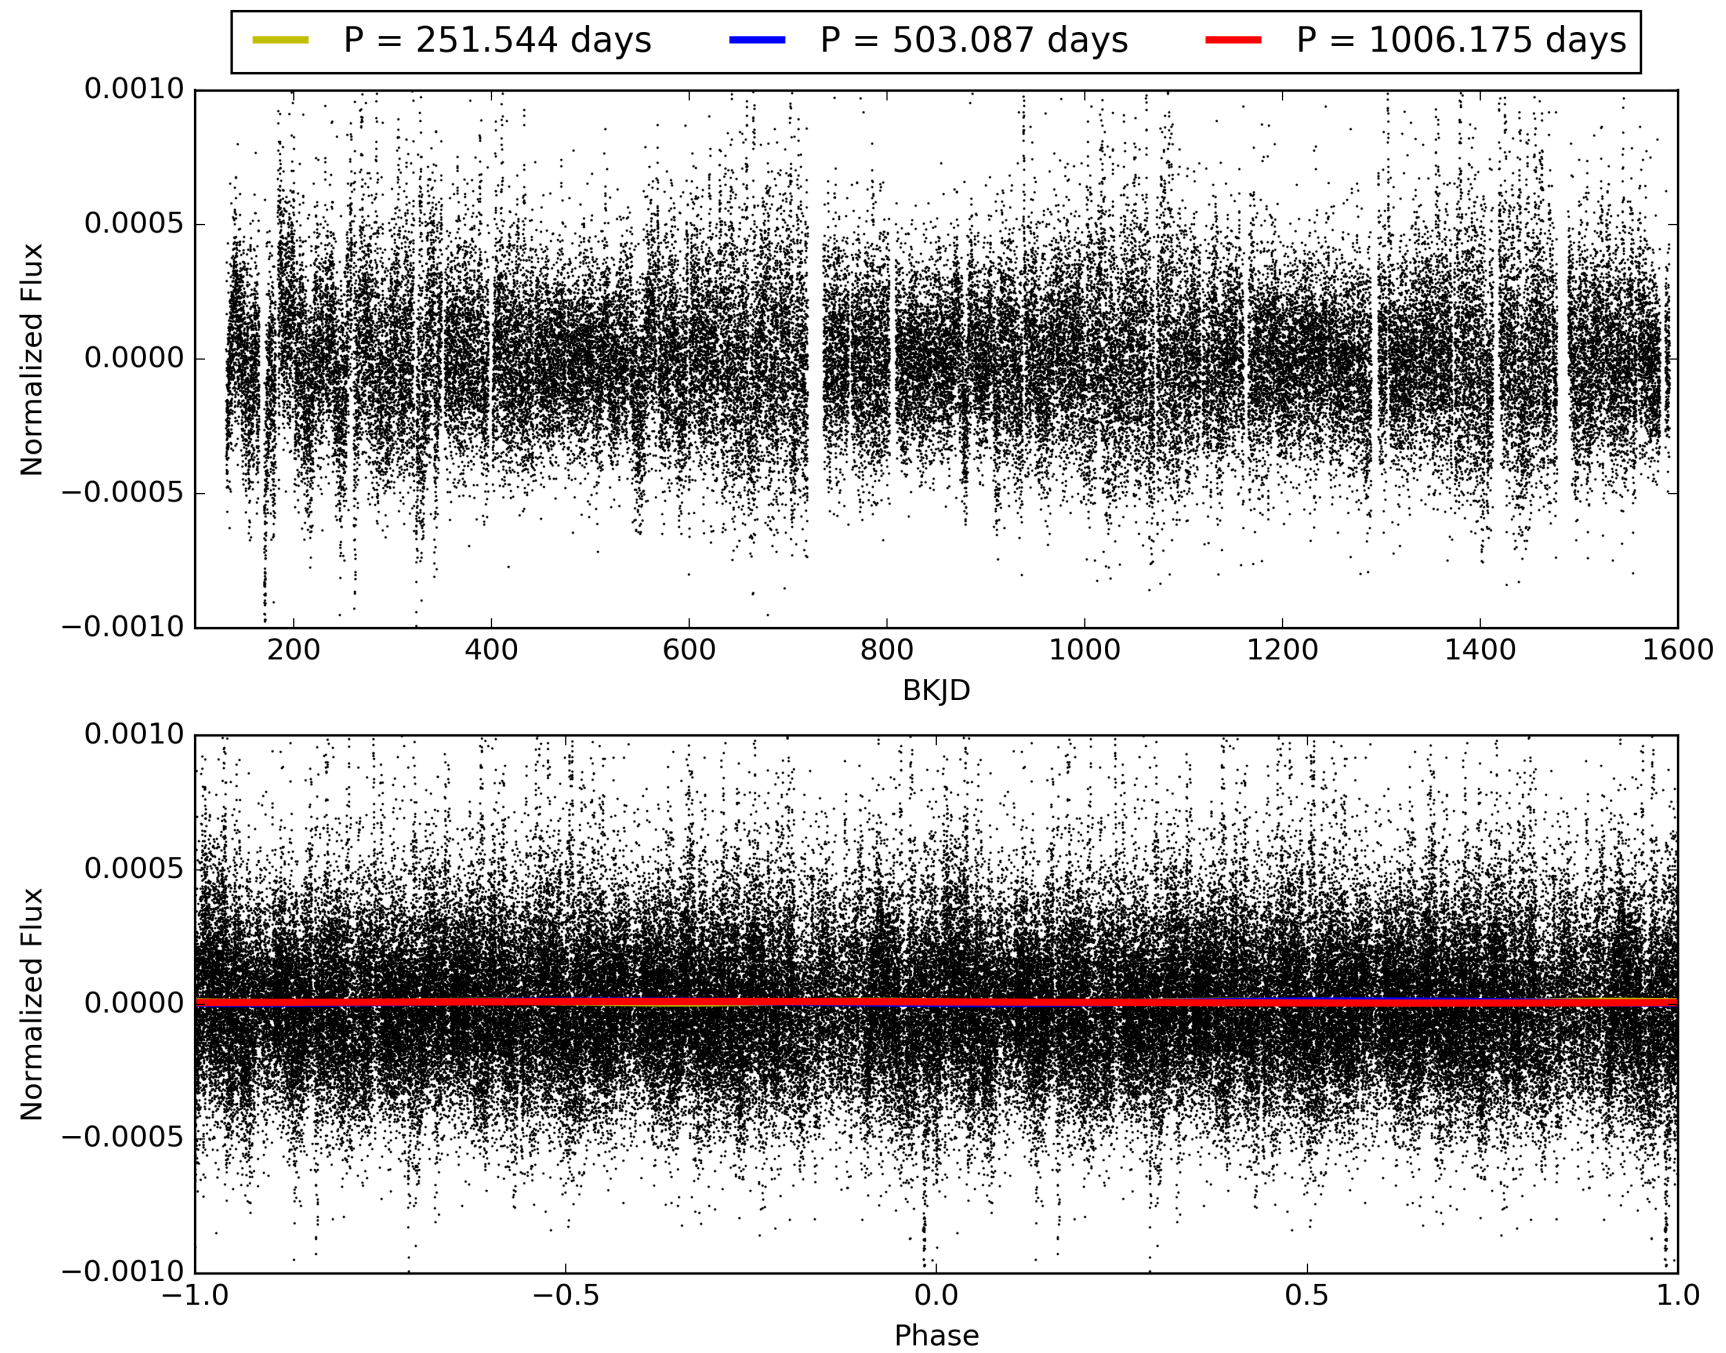 P = 251.544 days P = 503.087 days P = 1006.175 days
0.0010
0.0005
0.0000
−0.0005
−0.0010
Normalized Flux
200 400 600 800 1000 1200 1400 1600
BKJD
0.0010
0.0005
0.0000
−0.0005
−0.0010
Normalized Flux
−1.0 −0.5 0.0 0.5 1.0
Phase